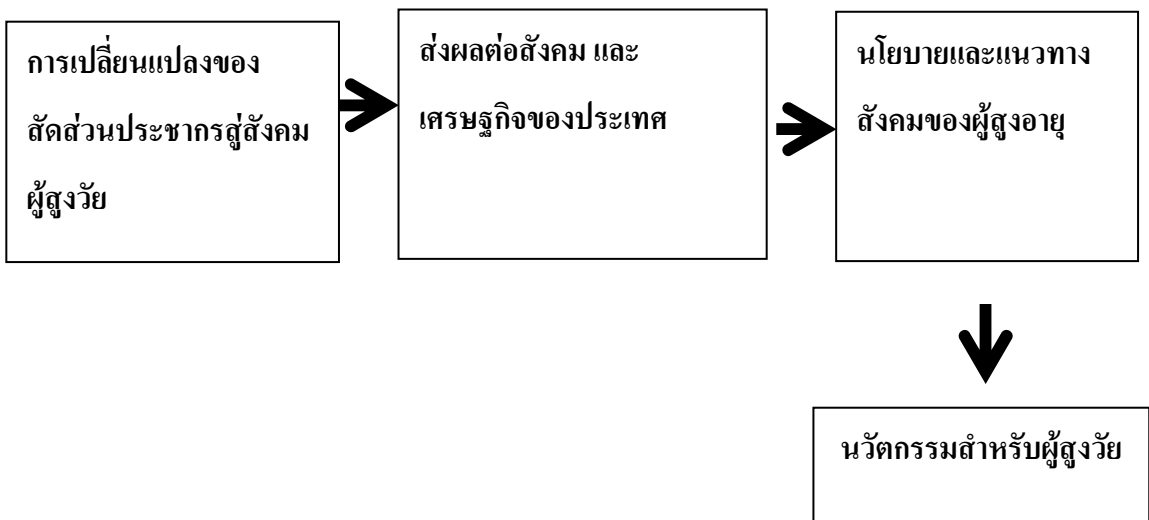 การเปลี่ยนแปลงของ
สัดส่วนประชากรสู่สังคม
ผู้สูงวัย
ส่งผลต่อสังคม และ
เศรษฐกิจของประเทศ
นโยบายและแนวทาง
สังคมของผู้สูงอายุ
นวัตกรรมสำหรับผู้สูงวัย